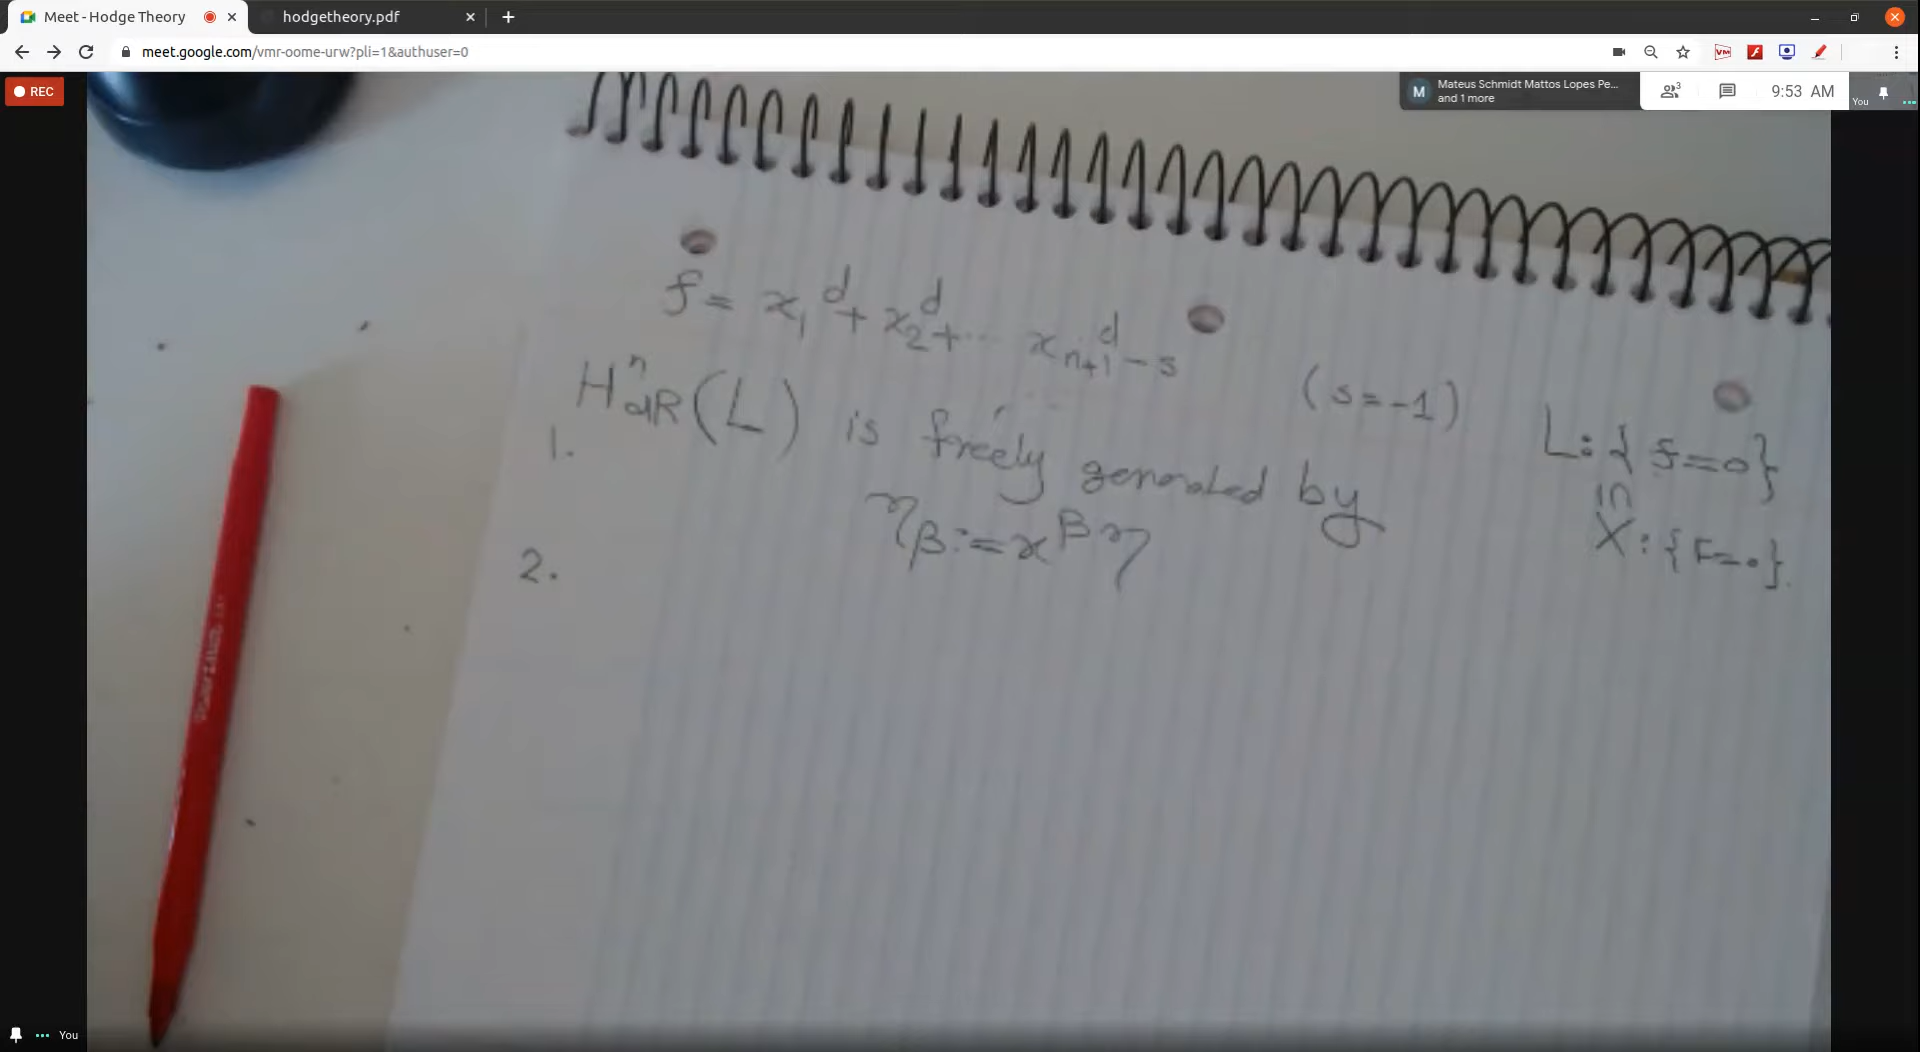 Meet - Hodge Theory
hodgetheory.pdf
meet.google.com/vmr-oome-urw?pli=1&authuser=0
REC
M
Mateus Schmidt Mattos Lopes Pe...
and 1 more
3
9:53 AM
You
f = x₁ᵈ + x₂ᵈ + ... xₙ₊₁ᵈ - s
(s=-1)
L: {f=0}
in
X: {F=0}.
1. Hⁿ_dR(L) is freely generated by
η_β := x^β η
2.
You